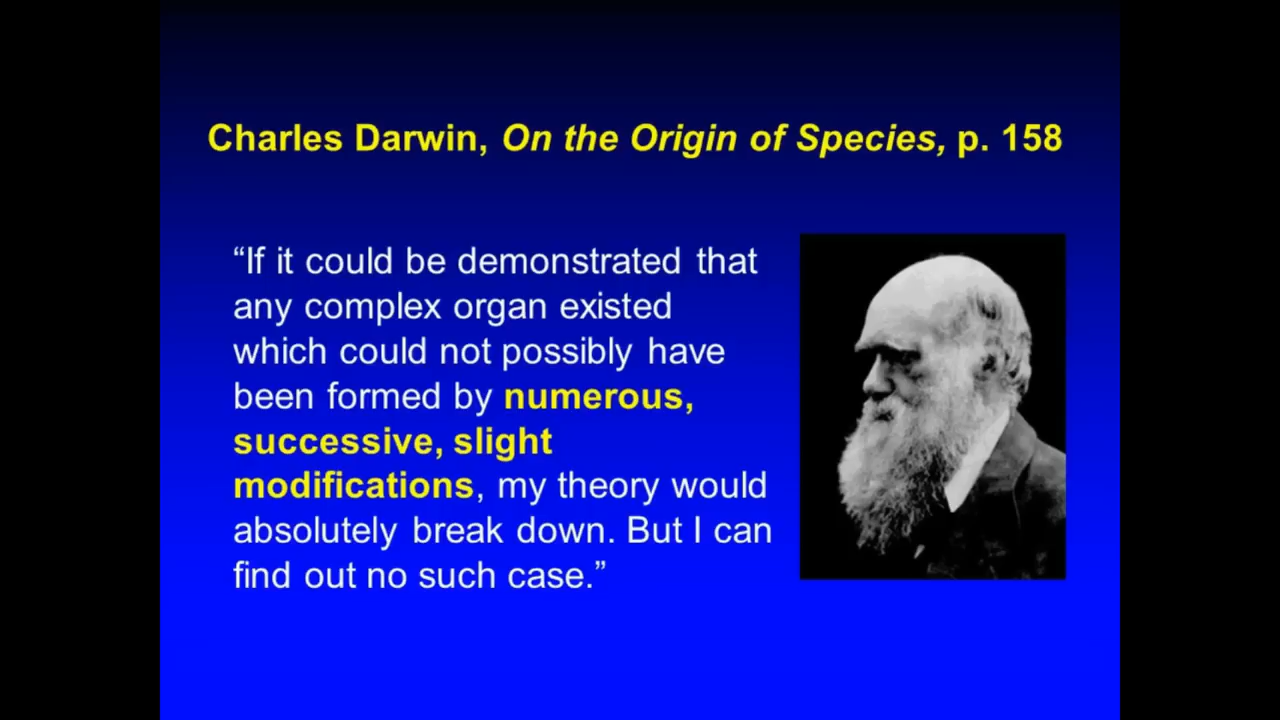 Charles Darwin, On the Origin of Species, p. 158
“If it could be demonstrated that
any complex organ existed
which could not possibly have
been formed by numerous,
successive, slight
modifications, my theory would
absolutely break down. But I can
find out no such case.”